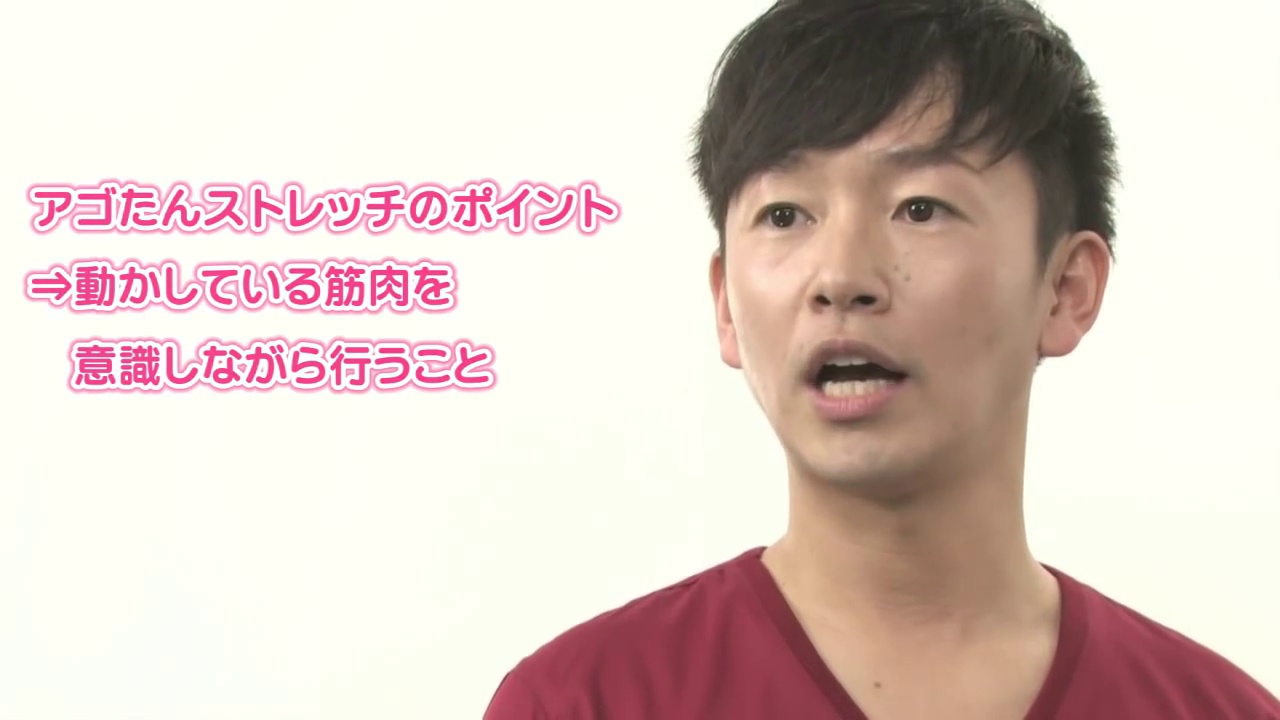 アゴたんストレッチのポイント
⇒動かしている筋肉を
意識しながら行うこと